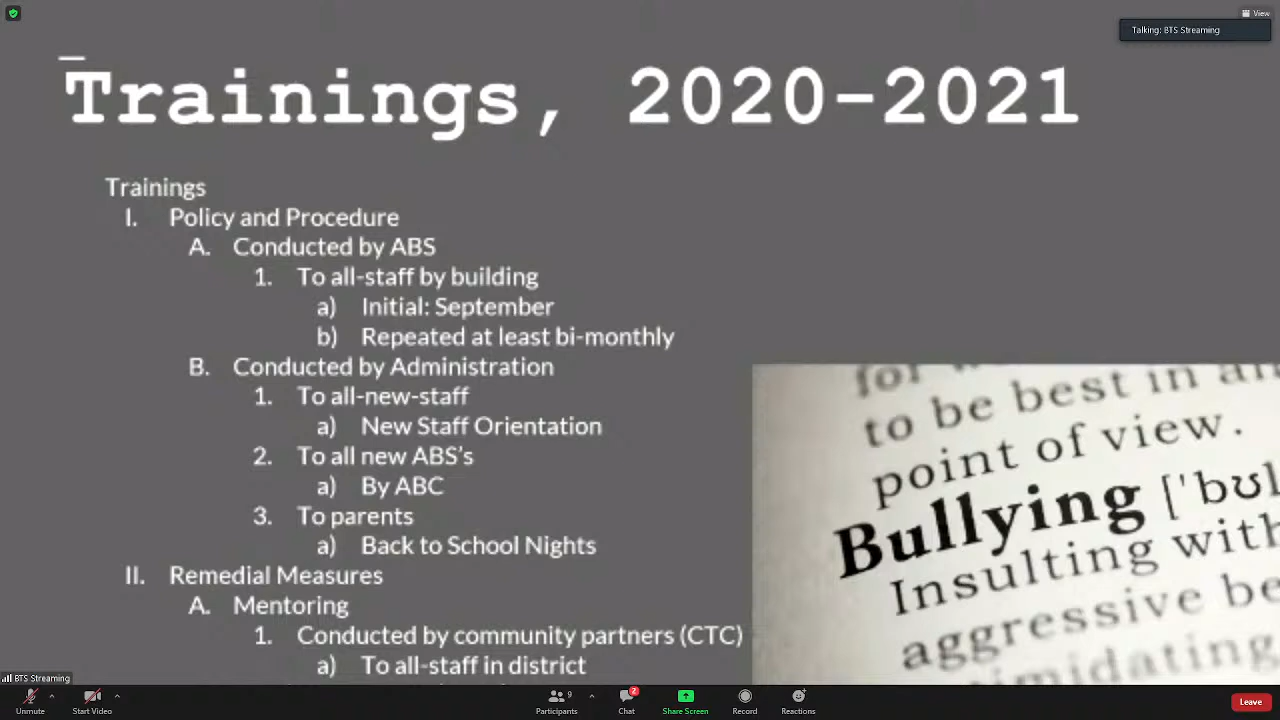 View
Talking: BTS Streaming
Trainings, 2020-2021
Trainings
I. Policy and Procedure
A. Conducted by ABS
1. To all-staff by building
a) Initial: September
b) Repeated at least bi-monthly
B. Conducted by Administration
1. To all-new-staff
a) New Staff Orientation
2. To all new ABS’s
a) By ABC
3. To parents
a) Back to School Nights
II. Remedial Measures
A. Mentoring
1. Conducted by community partners (CTC)
a) To all-staff in district
for
to be best in
point of view.
Bullying ['bʊl
Insulting with
aggressive be
BTS Streaming
Unmute
Start Video
Participants 9
Chat 2
Share Screen
Record
Reactions
Leave